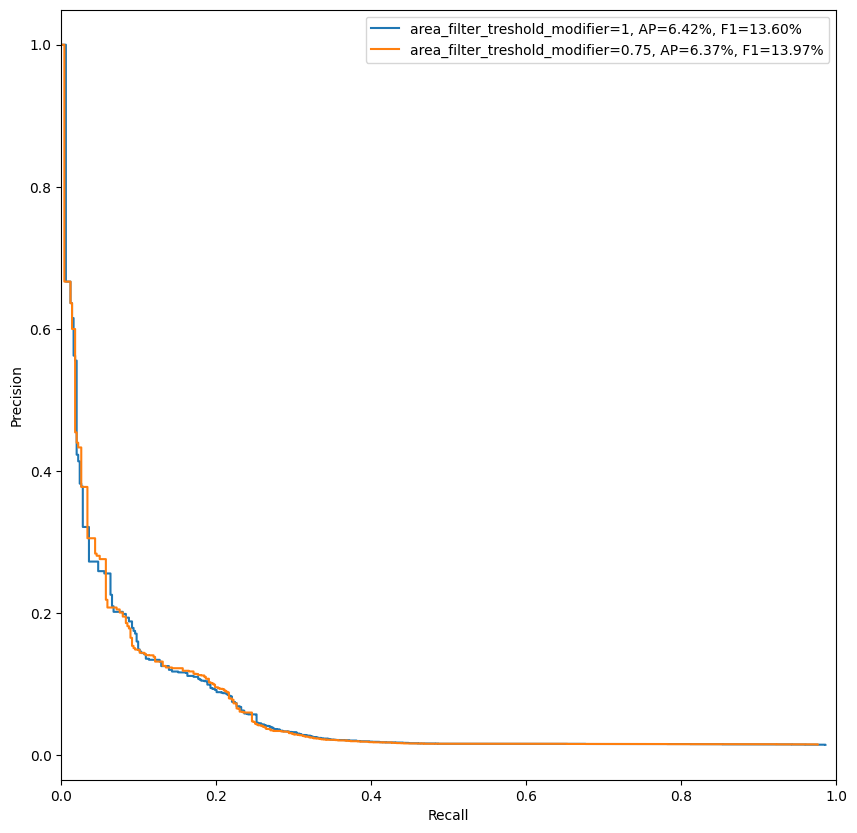 area_filter_treshold_modifier=1, AP=6.42%, F1=13.60%
area_filter_treshold_modifier=0.75, AP=6.37%, F1=13.97%
1.0
0.8
0.6
Precision
0.4
0.2
0.0
0.0 0.2 0.4 0.6 0.8 1.0
Recall